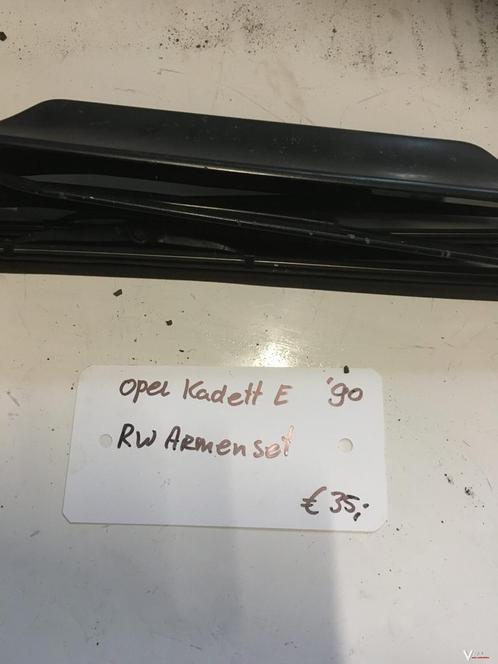 Opel Kadett E '90
RW Armenset
€ 35,-